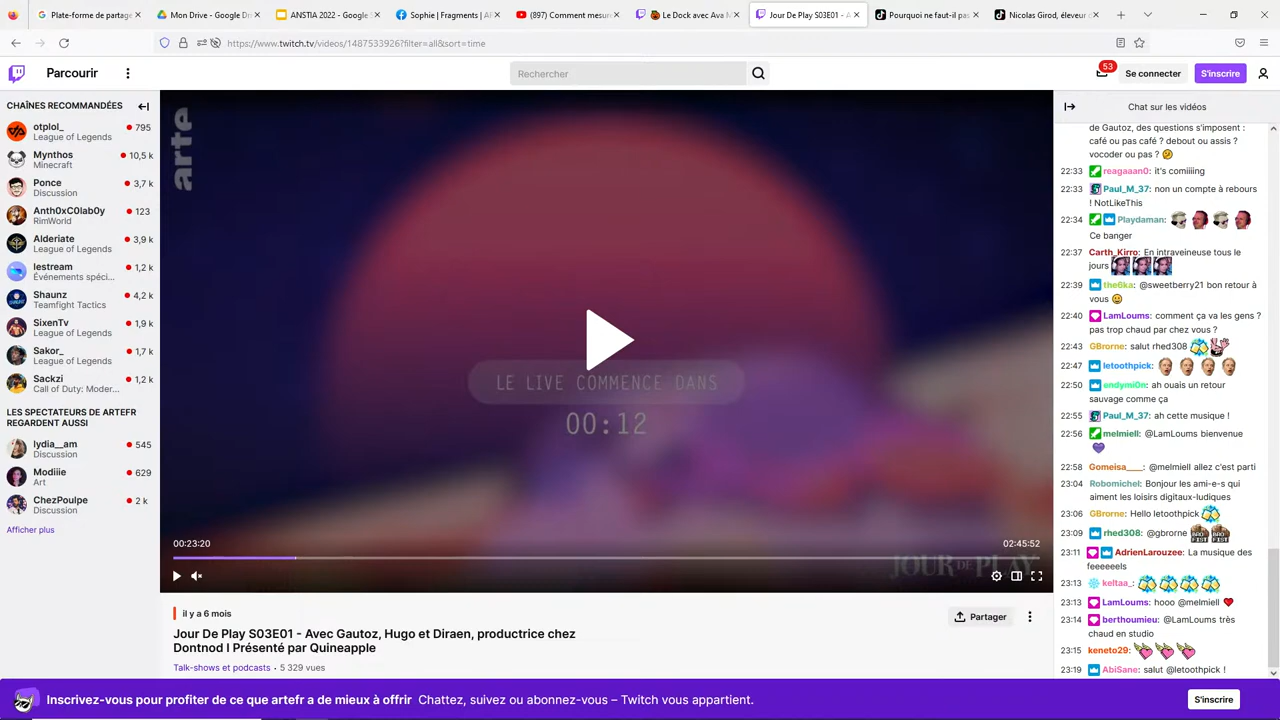 Plate-forme de partage
Mon Drive - Google Dr
ANSTIA 2022 - Google S
Sophie | Fragments | AR
(897) Comment mesure
Le Dock avec Ava M
Jour De Play S03E01 - A
Pourquoi ne faut-il pas
Nicolas Girod, éleveur d
https://www.twitch.tv/videos/1487533926?filter=all&sort=time
Parcourir
Rechercher
53
Se connecter
S'inscrire
CHAÎNES RECOMMANDÉES
otplol_ 795
League of Legends
Mynthos 10,5 k
Minecraft
Ponce 3,7 k
Discussion
Anth0xC0lab0y 123
RimWorld
Alderiate 3,9 k
League of Legends
lestream 1,2 k
Événements spéci...
Shaunz 4,2 k
Teamfight Tactics
SixenTv 1,9 k
League of Legends
Sakor_ 1,7 k
League of Legends
Sackzi 1,2 k
Call of Duty: Moder...
LES SPECTATEURS DE ARTEFR
REGARDENT AUSSI
lydia__am 545
Discussion
Modiiie 629
Art
ChezPoulpe 2 k
Discussion
Afficher plus
arte
LE LIVE COMMENCE DANS
00:12
00:23:20
02:45:52
JOUR DE PLAY
il y a 6 mois
Partager
Jour De Play S03E01 - Avec Gautoz, Hugo et Diraen, productrice chez
Dontnod I Présenté par Quineapple
Talk-shows et podcasts • 5 329 vues
Chat sur les vidéos
de Gautoz, des questions s'imposent :
café ou pas café ? debout ou assis ?
vocoder ou pas ?
22:33 reagaaan0: it's comiiiing
22:33 Paul_M_37: non un compte à rebours
! NotLikeThis
22:34 Playdaman:
Ce banger
22:37 Carth_Kirro: En intraveineuse tous le
jours
22:39 the6ka: @sweetberry21 bon retour à
vous
22:40 LamLoums: comment ça va les gens ?
pas trop chaud par chez vous ?
22:43 GBrorne: salut rhed308
22:47 letoothpick:
22:50 ondymi0n: ah ouais un retour
sauvage comme ça
22:55 Paul_M_37: ah cette musique !
22:56 melmiell: @LamLoums bienvenue
22:58 Gomeisa____: @melmiell allez c'est parti
23:04 Robomichel: Bonjour les ami-e-s qui
aiment les loisirs digitaux-ludiques
23:06 GBrorne: Hello letoothpick
23:09 rhed308: @gbrorne
23:11 AdrienLarouzee: La musique des
feeeeeels
23:13 keltaa_:
23:13 LamLoums: hooo @melmiell
23:14 berthoumieu: @LamLoums très
chaud en studio
23:15 keneto29:
23:19 AbiSane: salut @letoothpick !
Inscrivez-vous pour profiter de ce que artefr a de mieux à offrir Chattez, suivez ou abonnez-vous – Twitch vous appartient.
S'inscrire